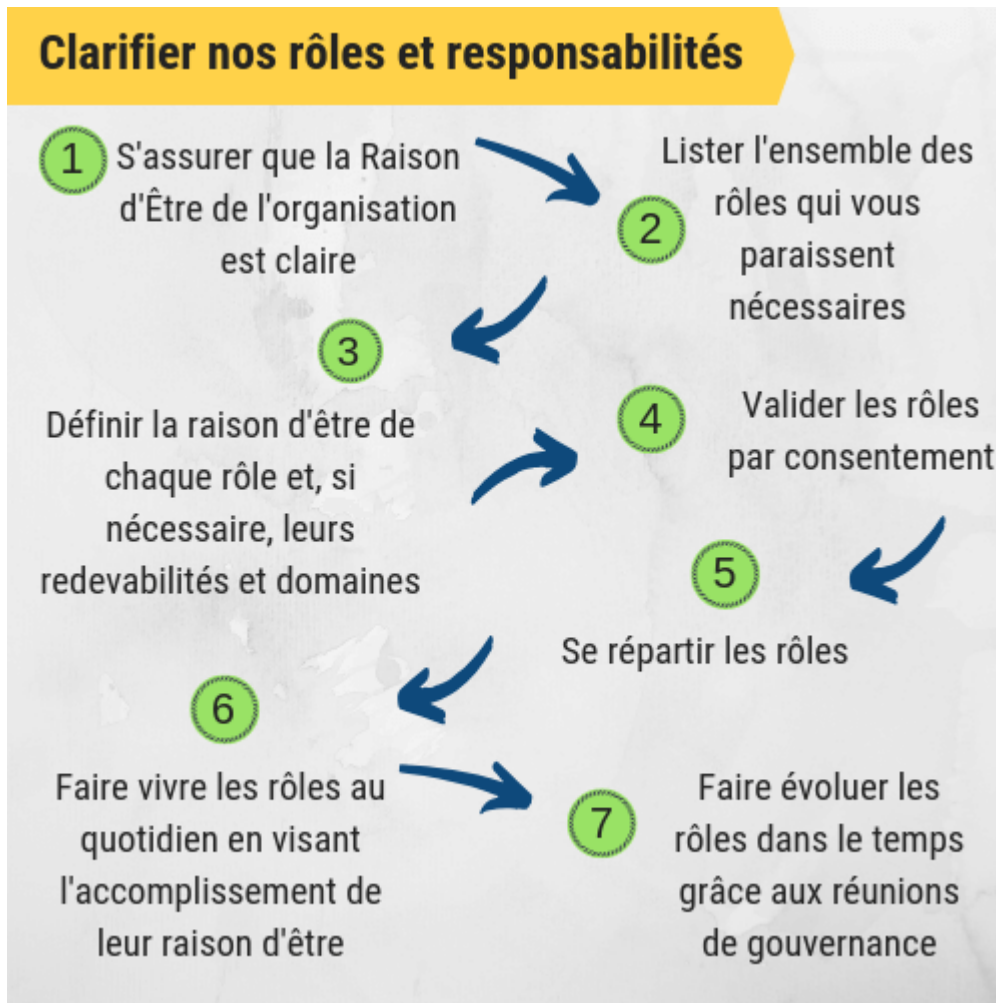 Clarifier nos rôles et responsabilités
1
S'assurer que la Raison
d'Être de l'organisation
est claire
2
Lister l'ensemble des
rôles qui vous
paraissent
nécessaires
3
Définir la raison d'être de
chaque rôle et, si
nécessaire, leurs
redevabilités et domaines
4
Valider les rôles
par consentement
5
Se répartir les rôles
6
Faire vivre les rôles au
quotidien en visant
l'accomplissement de
leur raison d'être
7
Faire évoluer les
rôles dans le temps
grâce aux réunions
de gouvernance